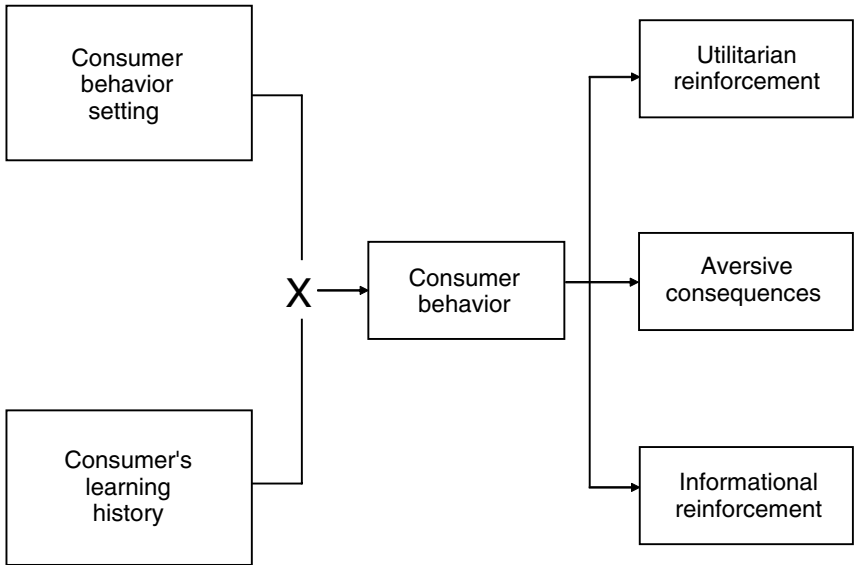 Consumer
behavior
setting
Utilitarian
reinforcement
X
Consumer
behavior
Aversive
consequences
Consumer's
learning
history
Informational
reinforcement